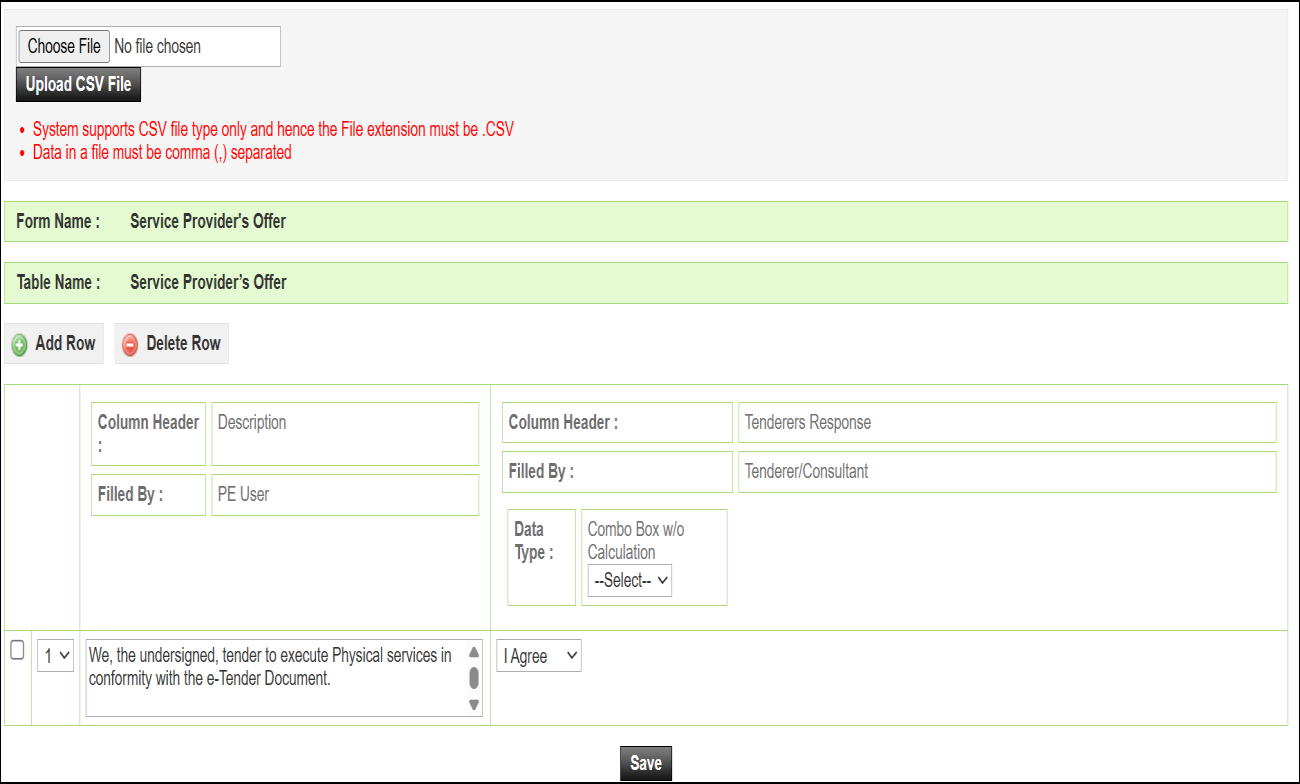 Choose File No file chosen
Upload CSV File
• System supports CSV file type only and hence the File extension must be .CSV
• Data in a file must be comma (,) separated
Form Name : Service Provider's Offer
Table Name : Service Provider’s Offer
Add Row Delete Row
Column Header : Description
Filled By : PE User
Column Header : Tenderers Response
Filled By : Tenderer/Consultant
Data Type : Combo Box w/o
Calculation
--Select--
1
We, the undersigned, tender to execute Physical services in
conformity with the e-Tender Document.
I Agree
Save